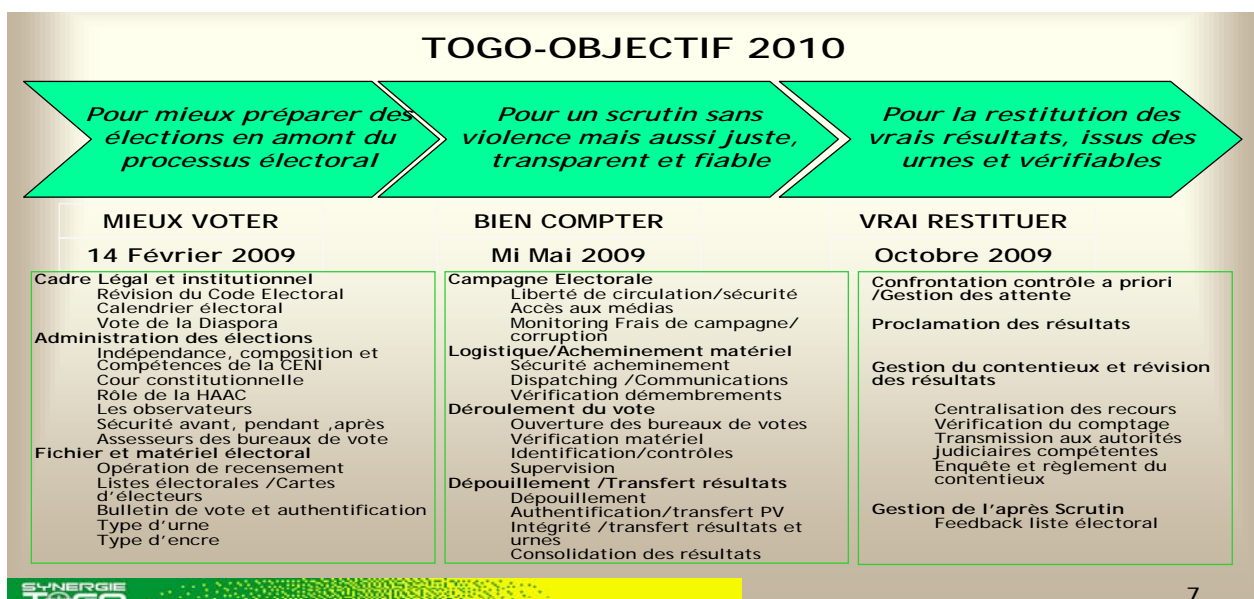 TOGO-OBJECTIF 2010
Pour mieux préparer des
élections en amont du
processus électoral
Pour un scrutin sans
violence mais aussi juste,
transparent et fiable
Pour la restitution des
vrais résultats, issus des
urnes et vérifiables
MIEUX VOTER
14 Février 2009
Cadre Légal et institutionnel
Révision du Code Electoral
Calendrier électoral
Vote de la Diaspora
Administration des élections
Indépendance, composition et
Compétences de la CENI
Cour constitutionnelle
Rôle de la HAAC
Les observateurs
Sécurité avant, pendant ,après
Assesseurs des bureaux de vote
Fichier et matériel électoral
Opération de recensement
Listes électorales /Cartes
d'électeurs
Bulletin de vote et authentification
Type d'urne
Type d'encre
BIEN COMPTER
Mi Mai 2009
Campagne Electorale
Liberté de circulation/sécurité
Accès aux médias
Monitoring Frais de campagne/
corruption
Logistique/Acheminement matériel
Sécurité acheminement
Dispatching /Communications
Vérification démembrements
Déroulement du vote
Ouverture des bureaux de votes
Vérification matériel
Identification/contrôles
Supervision
Dépouillement /Transfert résultats
Dépouillement
Authentification/transfert PV
Intégrité /transfert résultats et
urnes
Consolidation des résultats
VRAI RESTITUER
Octobre 2009
Confrontation contrôle a priori
/Gestion des attente
Proclamation des résultats
Gestion du contentieux et révision
des résultats
Centralisation des recours
Vérification du comptage
Transmission aux autorités
judiciaires compétentes
Enquête et règlement du
contentieux
Gestion de l'après Scrutin
Feedback liste électoral
SYNERGIE
TOGO
7